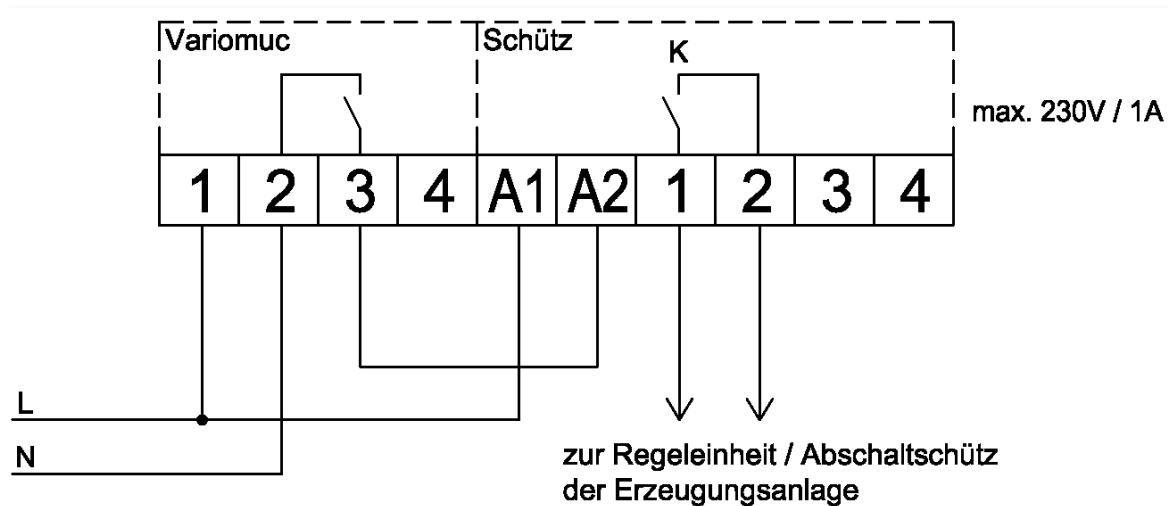 Variomuc
Schütz
K
max. 230V / 1A
1 2 3 4 A1 A2 1 2 3 4
L
N
zur Regeleinheit / Abschaltschütz
der Erzeugungsanlage